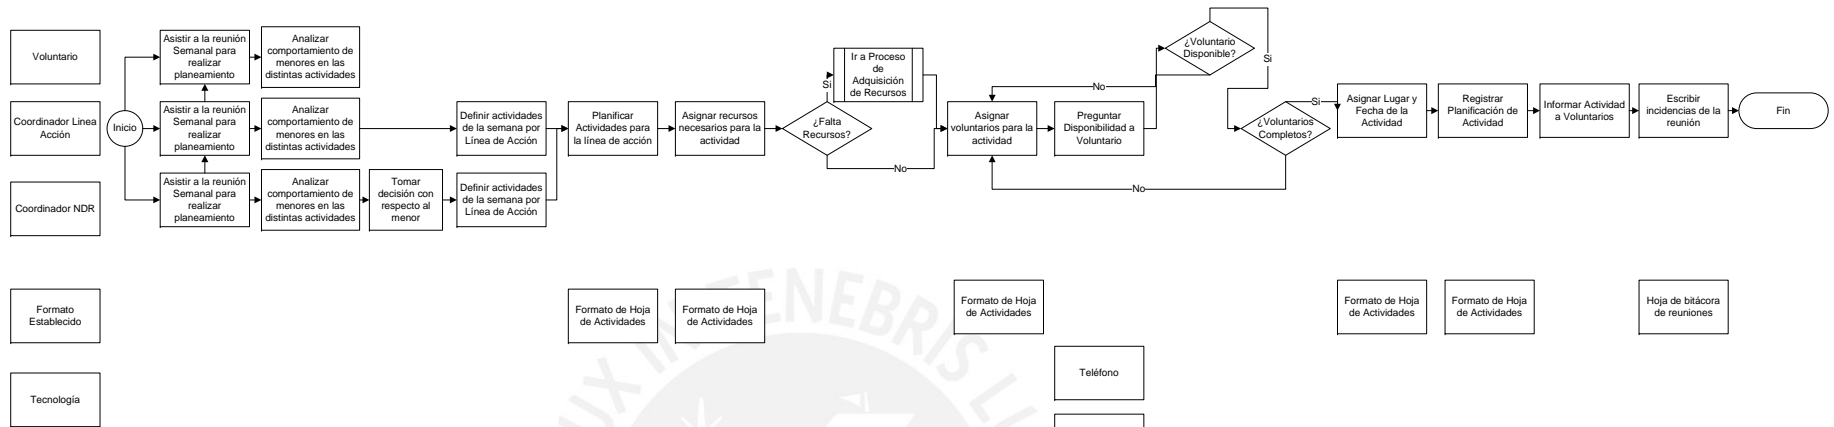 Voluntario
Asistir a la reunión
Semanal para
realizar
planeamiento
Analizar
comportamiento de
menores en las
distintas actividades
Ir a Proceso
de
Adquisición
de Recursos
¿Voluntario
Disponible?
Si
No
Si
Coordinador Linea
Acción
Inicio
Asistir a la reunión
Semanal para
realizar
planeamiento
Analizar
comportamiento de
menores en las
distintas actividades
Definir actividades
de la semana por
Línea de Acción
Planificar
Actividades para
la línea de acción
Asignar recursos
necesarios para la
actividad
¿Falta
Recursos?
No
Asignar
voluntarios para la
actividad
Preguntar
Disponibilidad a
Voluntario
¿Voluntarios
Completos?
Si
No
Asignar Lugar y
Fecha de la
Actividad
Registrar
Planificación de
Actividad
Informar Actividad
a Voluntarios
Escribir
incidencias de la
reunión
Fin
Coordinador NDR
Asistir a la reunión
Semanal para
realizar
planeamiento
Analizar
comportamiento de
menores en las
distintas actividades
Tomar
decisión con
respecto al
menor
Definir actividades
de la semana por
Línea de Acción
Formato
Establecido
Formato de Hoja
de Actividades
Formato de Hoja
de Actividades
Formato de Hoja
de Actividades
Formato de Hoja
de Actividades
Formato de Hoja
de Actividades
Hoja de bitácora
de reuniones
Tecnología
Teléfono